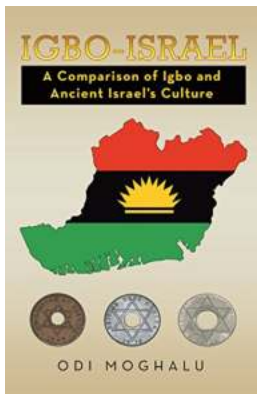 IGBO-ISRAEL
A Comparison of Igbo and
Ancient Israel's Culture
ODI MOGHALU